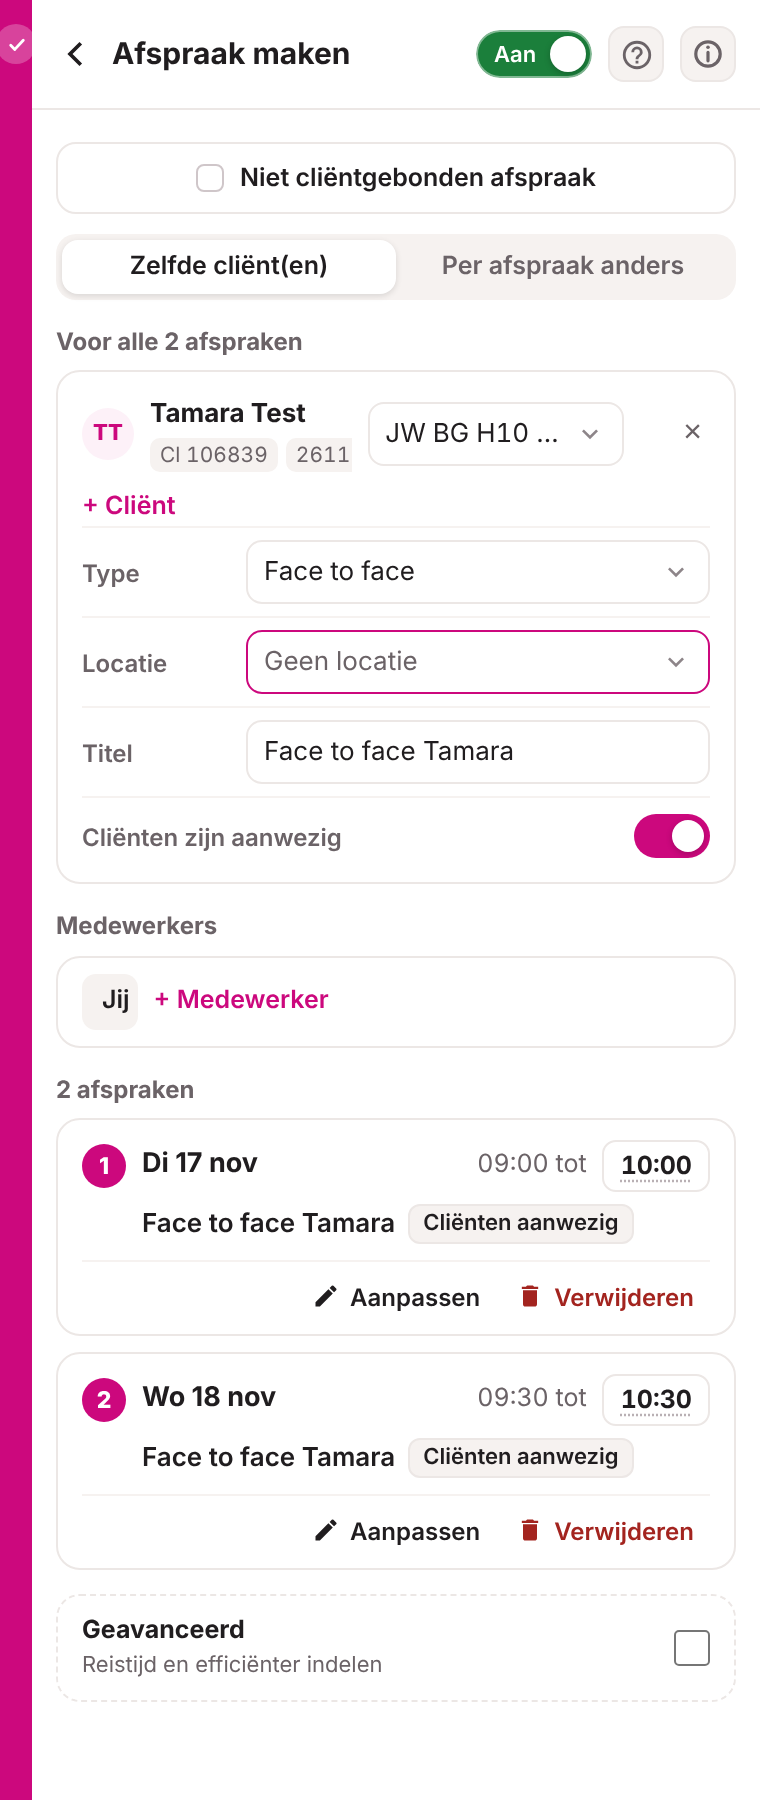 Afspraak maken
Aan
Niet cliëntgebonden afspraak
Zelfde cliënt(en)
Per afspraak anders
Voor alle 2 afspraken
TT
Tamara Test
CI 106839
2611
JW BG H10 ...
+ Cliënt
Type
Face to face
Locatie
Geen locatie
Titel
Face to face Tamara
Cliënten zijn aanwezig
Medewerkers
Jij
+ Medewerker
2 afspraken
1
Di 17 nov
09:00 tot
10:00
Face to face Tamara
Cliënten aanwezig
Aanpassen
Verwijderen
2
Wo 18 nov
09:30 tot
10:30
Face to face Tamara
Cliënten aanwezig
Aanpassen
Verwijderen
Geavanceerd
Reistijd en efficiënter indelen